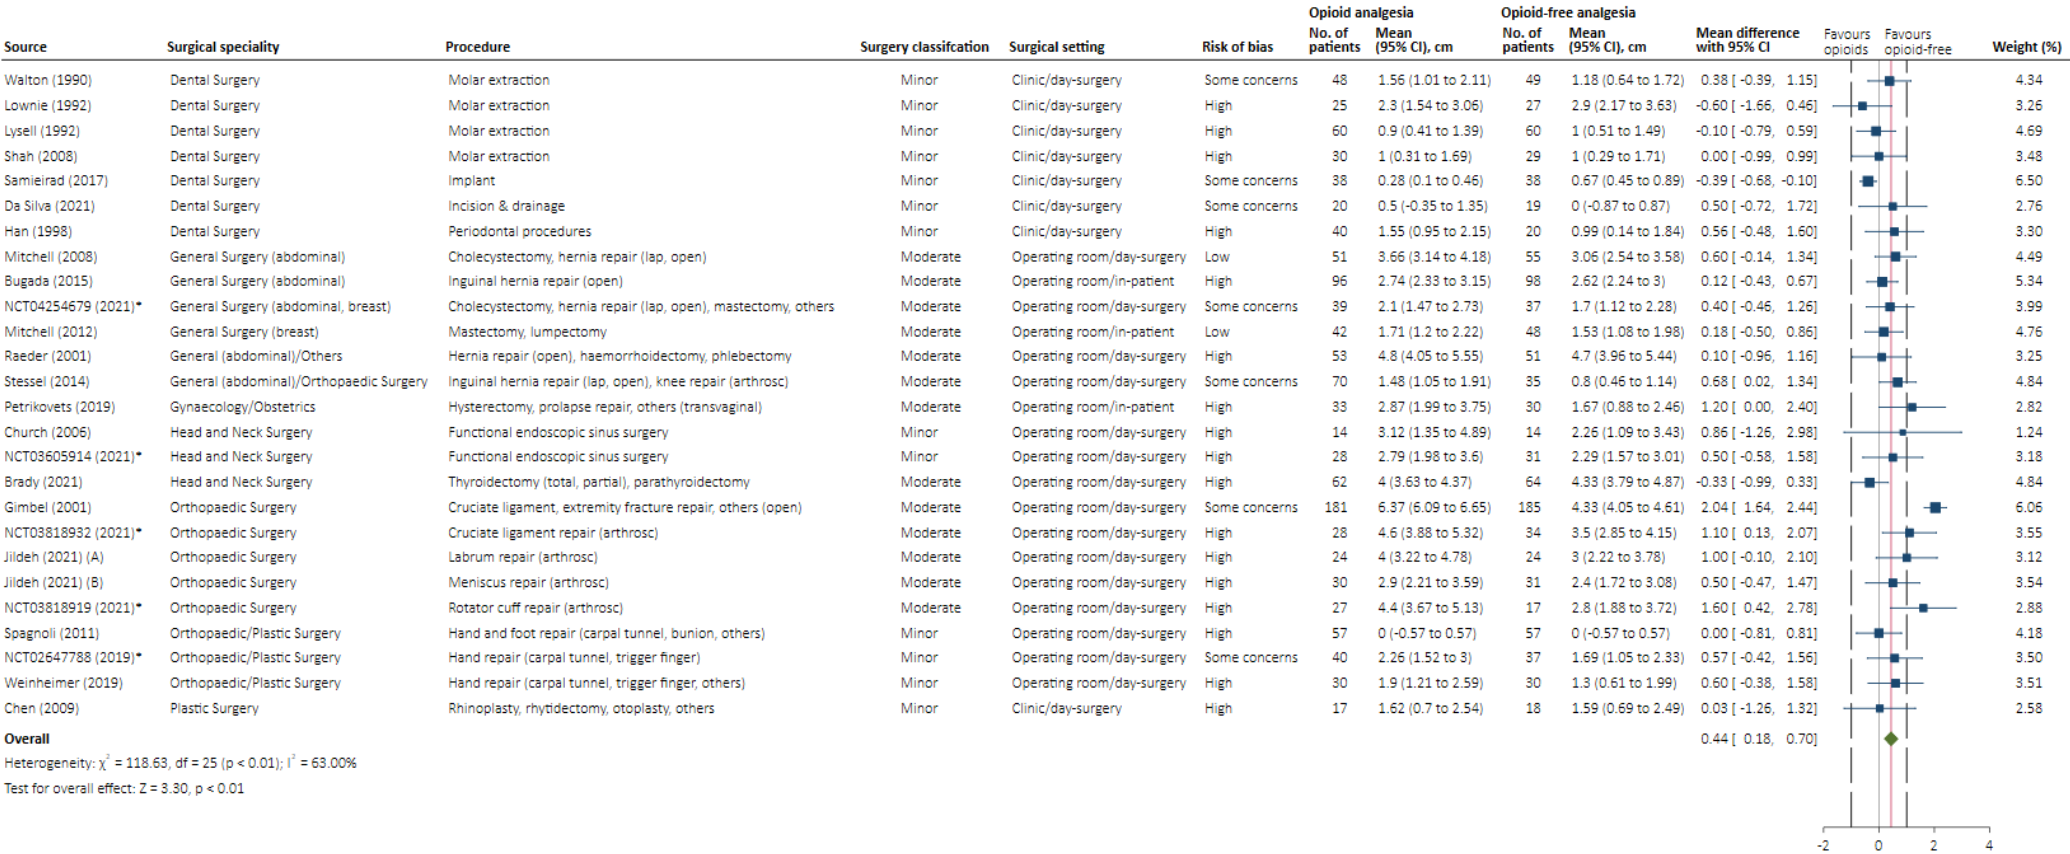 Opioid analgesia Opioid-free analgesia
Source Surgical speciality Procedure Surgery classifcation Surgical setting Risk of bias No. of patients Mean (95% CI), cm No. of patients Mean (95% CI), cm Mean difference with 95% CI Favours opioids Favours opioid-free Weight (%)
Walton (1990) Dental Surgery Molar extraction Minor Clinic/day-surgery Some concerns 48 1.56 (1.01 to 2.11) 49 1.18 (0.64 to 1.72) 0.38 [ -0.39, 1.15] 4.34
Lownie (1992) Dental Surgery Molar extraction Minor Clinic/day-surgery High 25 2.3 (1.54 to 3.06) 27 2.9 (2.17 to 3.63) -0.60 [ -1.66, 0.46] 3.26
Lysell (1992) Dental Surgery Molar extraction Minor Clinic/day-surgery High 60 0.9 (0.41 to 1.39) 60 1 (0.51 to 1.49) -0.10 [ -0.79, 0.59] 4.69
Shah (2008) Dental Surgery Molar extraction Minor Clinic/day-surgery High 30 1 (0.31 to 1.69) 29 1 (0.29 to 1.71) 0.00 [ -0.99, 0.99] 3.48
Samieirad (2017) Dental Surgery Implant Minor Clinic/day-surgery Some concerns 38 0.28 (0.1 to 0.46) 38 0.67 (0.45 to 0.89) -0.39 [ -0.68, -0.10] 6.50
Da Silva (2021) Dental Surgery Incision & drainage Minor Clinic/day-surgery Some concerns 20 0.5 (-0.35 to 1.35) 19 0 (-0.87 to 0.87) 0.50 [ -0.72, 1.72] 2.76
Han (1998) Dental Surgery Periodontal procedures Minor Clinic/day-surgery High 40 1.55 (0.95 to 2.15) 20 0.99 (0.14 to 1.84) 0.56 [ -0.48, 1.60] 3.30
Mitchell (2008) General Surgery (abdominal) Cholecystectomy, hernia repair (lap, open) Moderate Operating room/day-surgery Low 51 3.66 (3.14 to 4.18) 55 3.06 (2.54 to 3.58) 0.60 [ -0.14, 1.34] 4.49
Bugada (2015) General Surgery (abdominal) Inguinal hernia repair (open) Moderate Operating room/in-patient High 96 2.74 (2.33 to 3.15) 98 2.62 (2.24 to 3) 0.12 [ -0.43, 0.67] 5.34
NCT04254679 (2021)* General Surgery (abdominal, breast) Cholecystectomy, hernia repair (lap, open), mastectomy, others Moderate Operating room/day-surgery Some concerns 39 2.1 (1.47 to 2.73) 37 1.7 (1.12 to 2.28) 0.40 [ -0.46, 1.26] 3.99
Mitchell (2012) General Surgery (breast) Mastectomy, lumpectomy Moderate Operating room/in-patient Low 42 1.71 (1.2 to 2.22) 48 1.53 (1.08 to 1.98) 0.18 [ -0.50, 0.86] 4.76
Raeder (2001) General (abdominal)/Others Hernia repair (open), haemorrhoidectomy, phlebectomy Moderate Operating room/day-surgery High 53 4.8 (4.05 to 5.55) 51 4.7 (3.96 to 5.44) 0.10 [ -0.96, 1.16] 3.25
Stessel (2014) General (abdominal)/Orthopaedic Surgery Inguinal hernia repair (lap, open), knee repair (arthrosc) Moderate Operating room/day-surgery Some concerns 70 1.48 (1.05 to 1.91) 35 0.8 (0.46 to 1.14) 0.68 [ 0.02, 1.34] 4.84
Petrikovets (2019) Gynaecology/Obstetrics Hysterectomy, prolapse repair, others (transvaginal) Moderate Operating room/in-patient High 33 2.87 (1.99 to 3.75) 30 1.67 (0.88 to 2.46) 1.20 [ 0.00, 2.40] 2.82
Church (2006) Head and Neck Surgery Functional endoscopic sinus surgery Minor Operating room/day-surgery High 14 3.12 (1.35 to 4.89) 14 2.26 (1.09 to 3.43) 0.86 [ -1.26, 2.98] 1.24
NCT03605914 (2021)* Head and Neck Surgery Functional endoscopic sinus surgery Minor Operating room/day-surgery High 28 2.79 (1.98 to 3.6) 31 2.29 (1.57 to 3.01) 0.50 [ -0.58, 1.58] 3.18
Brady (2021) Head and Neck Surgery Thyroidectomy (total, partial), parathyroidectomy Moderate Operating room/day-surgery High 62 4 (3.63 to 4.37) 64 4.33 (3.79 to 4.87) -0.33 [ -0.99, 0.33] 4.84
Gimbel (2001) Orthopaedic Surgery Cruciate ligament, extremity fracture repair, others (open) Moderate Operating room/day-surgery Some concerns 181 6.37 (6.09 to 6.65) 185 4.33 (4.05 to 4.61) 2.04 [ 1.64, 2.44] 6.06
NCT03818932 (2021)* Orthopaedic Surgery Cruciate ligament repair (arthrosc) Moderate Operating room/day-surgery High 28 4.6 (3.88 to 5.32) 34 3.5 (2.85 to 4.15) 1.10 [ 0.13, 2.07] 3.55
Jildeh (2021) (A) Orthopaedic Surgery Labrum repair (arthrosc) Moderate Operating room/day-surgery High 24 4 (3.22 to 4.78) 24 3 (2.22 to 3.78) 1.00 [ -0.10, 2.10] 3.12
Jildeh (2021) (B) Orthopaedic Surgery Meniscus repair (arthrosc) Moderate Operating room/day-surgery High 30 2.9 (2.21 to 3.59) 31 2.4 (1.72 to 3.08) 0.50 [ -0.47, 1.47] 3.54
NCT03818919 (2021)* Orthopaedic Surgery Rotator cuff repair (arthrosc) Moderate Operating room/day-surgery High 27 4.4 (3.67 to 5.13) 17 2.8 (1.88 to 3.72) 1.60 [ 0.42, 2.78] 2.88
Spagnoli (2011) Orthopaedic/Plastic Surgery Hand and foot repair (carpal tunnel, bunion, others) Minor Operating room/day-surgery High 57 0 (-0.57 to 0.57) 57 0 (-0.57 to 0.57) 0.00 [ -0.81, 0.81] 4.18
NCT02647788 (2019)* Orthopaedic/Plastic Surgery Hand repair (carpal tunnel, trigger finger) Minor Operating room/day-surgery Some concerns 40 2.26 (1.52 to 3) 37 1.69 (1.05 to 2.33) 0.57 [ -0.42, 1.56] 3.50
Weinheimer (2019) Orthopaedic/Plastic Surgery Hand repair (carpal tunnel, trigger finger, others) Minor Operating room/day-surgery High 30 1.9 (1.21 to 2.59) 30 1.3 (0.61 to 1.99) 0.60 [ -0.38, 1.58] 3.51
Chen (2009) Plastic Surgery Rhinoplasty, rhytidectomy, otoplasty, others Minor Clinic/day-surgery High 17 1.62 (0.7 to 2.54) 18 1.59 (0.69 to 2.49) 0.03 [ -1.26, 1.32] 2.58
Overall 0.44 [ 0.18, 0.70]
Heterogeneity: χ² = 118.63, df = 25 (p < 0.01); I² = 63.00%
Test for overall effect: Z = 3.30, p < 0.01
-2 0 2 4